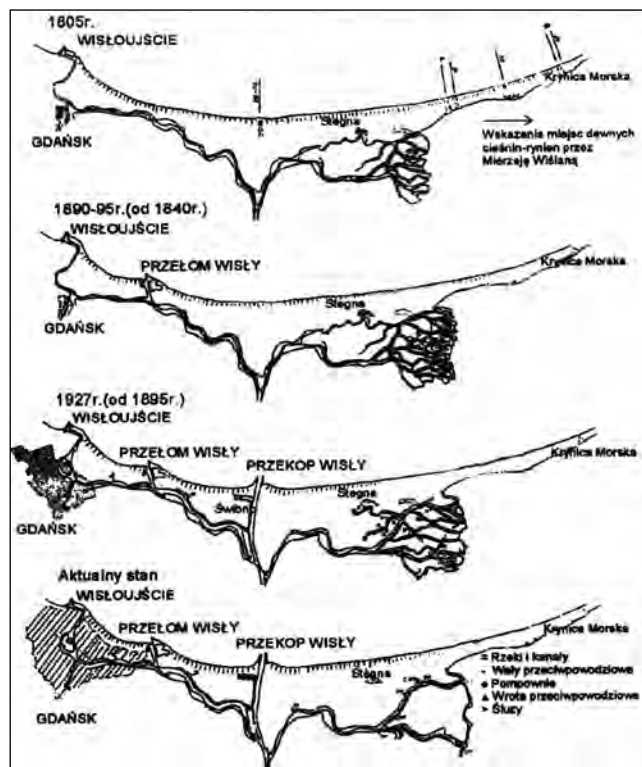 1805r.
WISŁOUJŚCIE
Krynica Morska
Stegna
GDAŃSK
Wskazania miejsc dawnych
cieśnin-rynien przez
Mierzeję Wiślaną
1890-95r.(od 1840r.)
WISŁOUJŚCIE
PRZEŁOM WISŁY
Krynica Morska
Stegna
GDAŃSK
1927r.(od 1895r.)
WISŁOUJŚCIE
PRZEŁOM WISŁY
PRZEKOP WISŁY
Krynica Morska
Stegna
Świbno
GDAŃSK
Aktualny stan
WISŁOUJŚCIE
PRZEŁOM WISŁY
PRZEKOP WISŁY
Krynica Morska
Stegna
GDAŃSK
= Rzeki i kanały
- Wały przeciwpowodziowe
Pompownie
▲ Wrota przeciwpowodziowe
> Śluzy